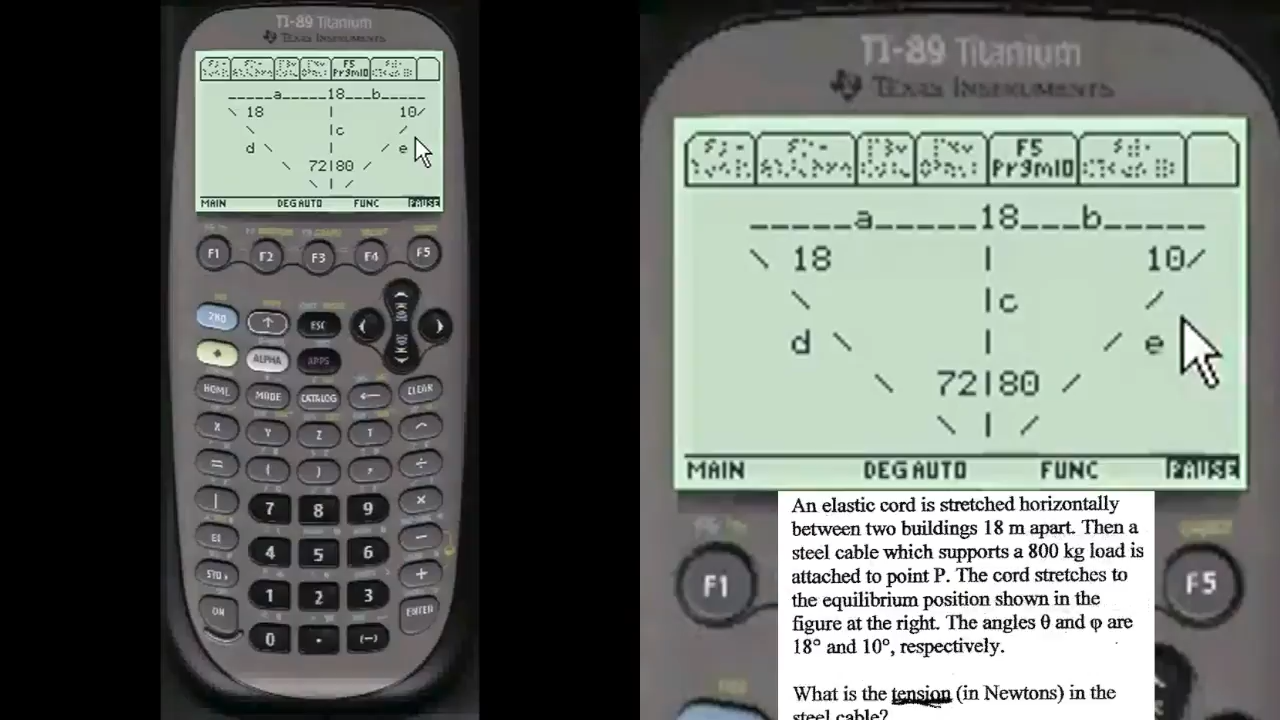 TI-89 Titanium
TEXAS INSTRUMENTS
F5
Pr9mIO
_____a_____18___b_____
\ 18 | 10/
\ |c /
d \ | / e
\ 72|80 /
\ | /
MAIN DEGAUTO FUNC PAUSE
F1 F2 F3 F4 F5
2ND ↑ ESC
ALPHA APPS
HOME MODE CATALOG ← CLEAR
X Y Z T ^
= ( ) , ÷
| 7 8 9 ×
EE 4 5 6 −
STO▸ 1 2 3 +
ON 0 . (−) ENTER
TI-89 Titanium
TEXAS INSTRUMENTS
F5
Pr9mIO
_____a_____18___b_____
\ 18 | 10/
\ |c /
d \ | / e
\ 72|80 /
\ | /
MAIN DEGAUTO FUNC PAUSE
F1 F5
An elastic cord is stretched horizontally
between two buildings 18 m apart. Then a
steel cable which supports a 800 kg load is
attached to point P. The cord stretches to
the equilibrium position shown in the
figure at the right. The angles θ and φ are
18° and 10°, respectively.
What is the tension (in Newtons) in the
steel cable?